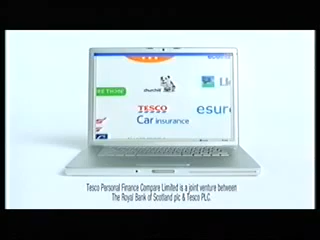 churchill
TESCO
esur
Car insurance
Tesco Personal Finance Compare Limited is a joint venture between
The Royal Bank of Scotland plc & Tesco PLC